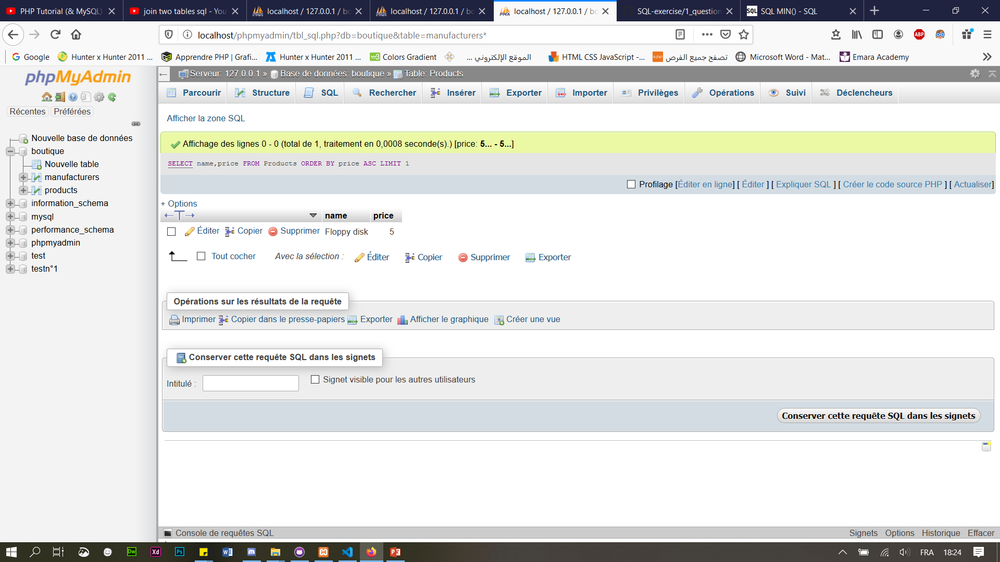 PHP Tutorial (& MySQL)
join two tables sql - You
localhost / 127.0.0.1 / bo
localhost / 127.0.0.1 / bo
localhost / 127.0.0.1 / bo
SQL-exercise/1_question
SQL SQL MIN() - SQL
localhost/phpmyadmin/tbl_sql.php?db=boutique&table=manufacturers*
ABP
Google
Hunter x Hunter 2011 ...
Apprendre PHP | Grafi...
Hunter x Hunter 2011 ...
Colors Gradient
الموقع الإلكتروني ...
HTML CSS JavaScript -...
تصفح جميع الفرص
Microsoft Word - Mat...
Emara Academy
phpMyAdmin
Récentes Préférées
Nouvelle base de données
boutique
Nouvelle table
manufacturers
products
information_schema
mysql
performance_schema
phpmyadmin
test
testn°1
Serveur: 127.0.0.1 » Base de données: boutique » Table: Products
Parcourir Structure SQL Rechercher Insérer Exporter Importer Privilèges Opérations Suivi Déclencheurs
Afficher la zone SQL
Affichage des lignes 0 - 0 (total de 1, traitement en 0,0008 seconde(s).) [price: 5... - 5...]
SELECT name,price FROM Products ORDER BY price ASC LIMIT 1
Profilage [Éditer en ligne] [ Éditer ] [ Expliquer SQL ] [ Créer le code source PHP ] [ Actualiser]
+ Options
←T→ name price
Éditer Copier Supprimer Floppy disk 5
Tout cocher Avec la sélection : Éditer Copier Supprimer Exporter
Opérations sur les résultats de la requête
Imprimer Copier dans le presse-papiers Exporter Afficher le graphique Créer une vue
Conserver cette requête SQL dans les signets
Intitulé : Signet visible pour les autres utilisateurs
Conserver cette requête SQL dans les signets
Console de requêtes SQL
Signets Options Historique Effacer
Dw Xd Ps FRA 18:24